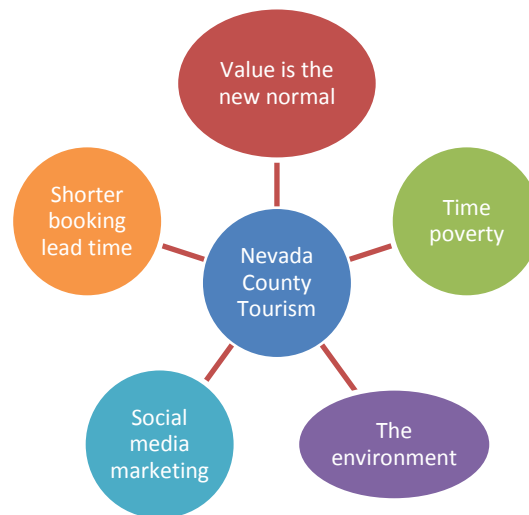 Value is the
new normal
Shorter
booking
lead time
Time
poverty
Nevada
County
Tourism
Social
media
marketing
The
environment